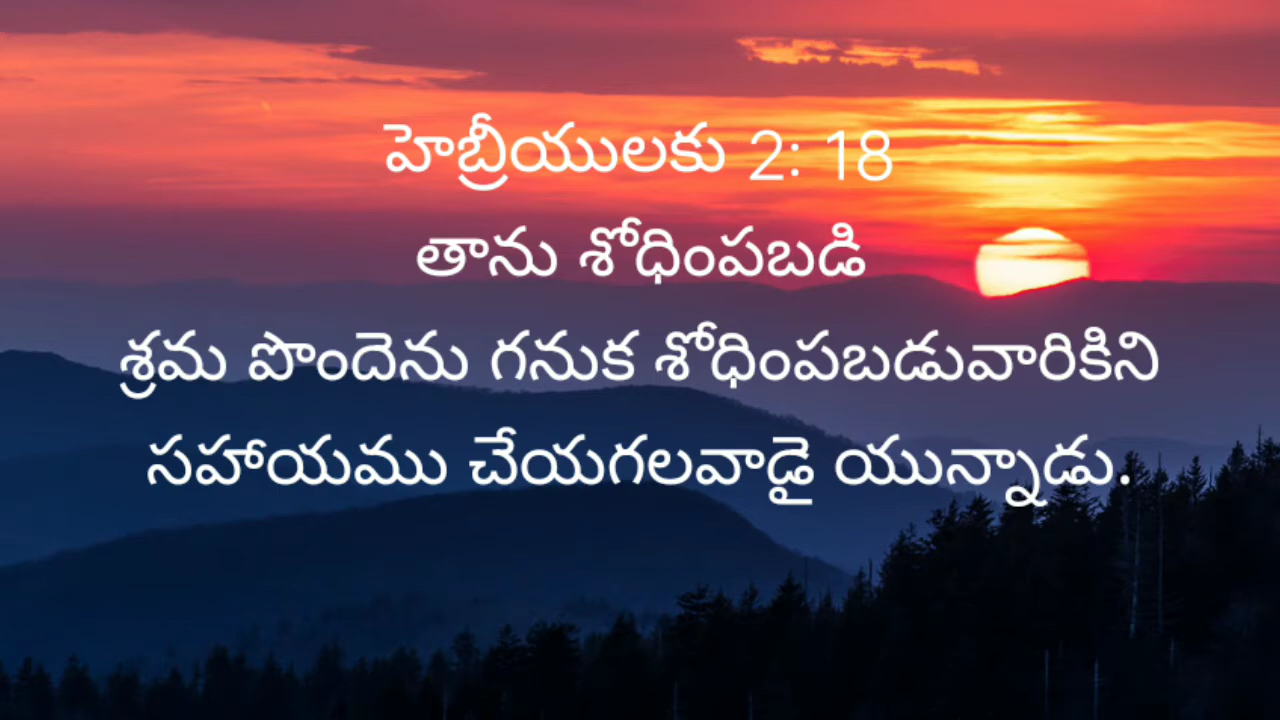 హెబ్రీయులకు 2: 18
తాను శోధింపబడి
శ్రమ పొందెను గనుక శోధింపబడువారికిని
సహాయము చేయగలవాడై యున్నాడు.